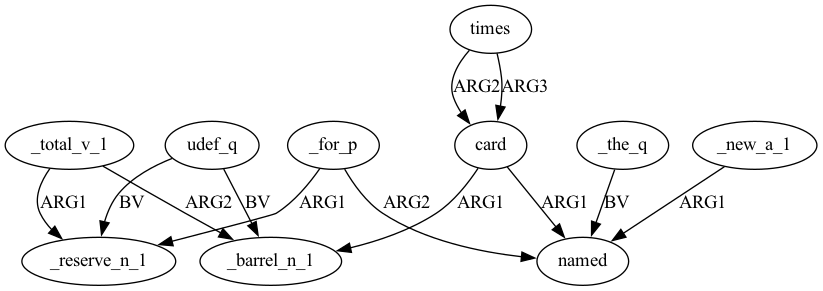 times
ARG2 ARG3
_total_v_1 udef_q _for_p card _the_q _new_a_1
ARG1 BV ARG2 BV ARG1 ARG2 ARG1 ARG1 BV ARG1
_reserve_n_1 _barrel_n_1 named